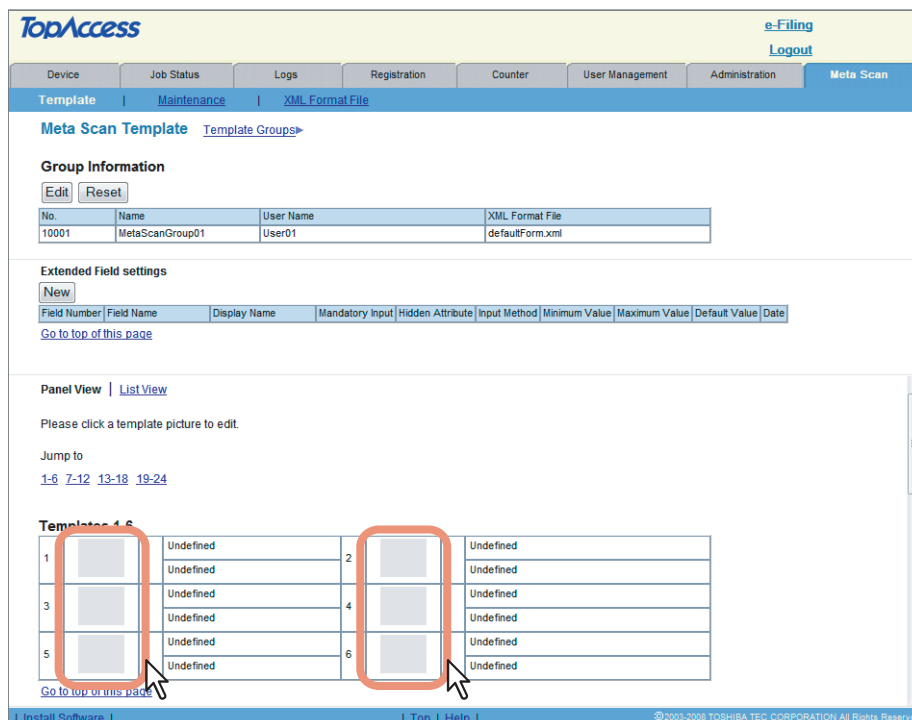 TopAccess
e-Filing
Logout
Device Job Status Logs Registration Counter User Management Administration Meta Scan
Template | Maintenance | XML Format File
Meta Scan Template Template Groups
Group Information
Edit Reset
No. Name User Name XML Format File
10001 MetaScanGroup01 User01 defaultForm.xml
Extended Field settings
New
Field Number Field Name Display Name Mandatory Input Hidden Attribute Input Method Minimum Value Maximum Value Default Value Date
Go to top of this page
Panel View | List View
Please click a template picture to edit.
Jump to
1-6 7-12 13-18 19-24
Templates 1-6
1 Undefined 2 Undefined
Undefined Undefined
3 Undefined 4 Undefined
Undefined Undefined
5 Undefined 6 Undefined
Undefined Undefined
Go to top of this page
| Install Software | | Top | Help | ©2003-2008 TOSHIBA TEC CORPORATION All Rights Reserv